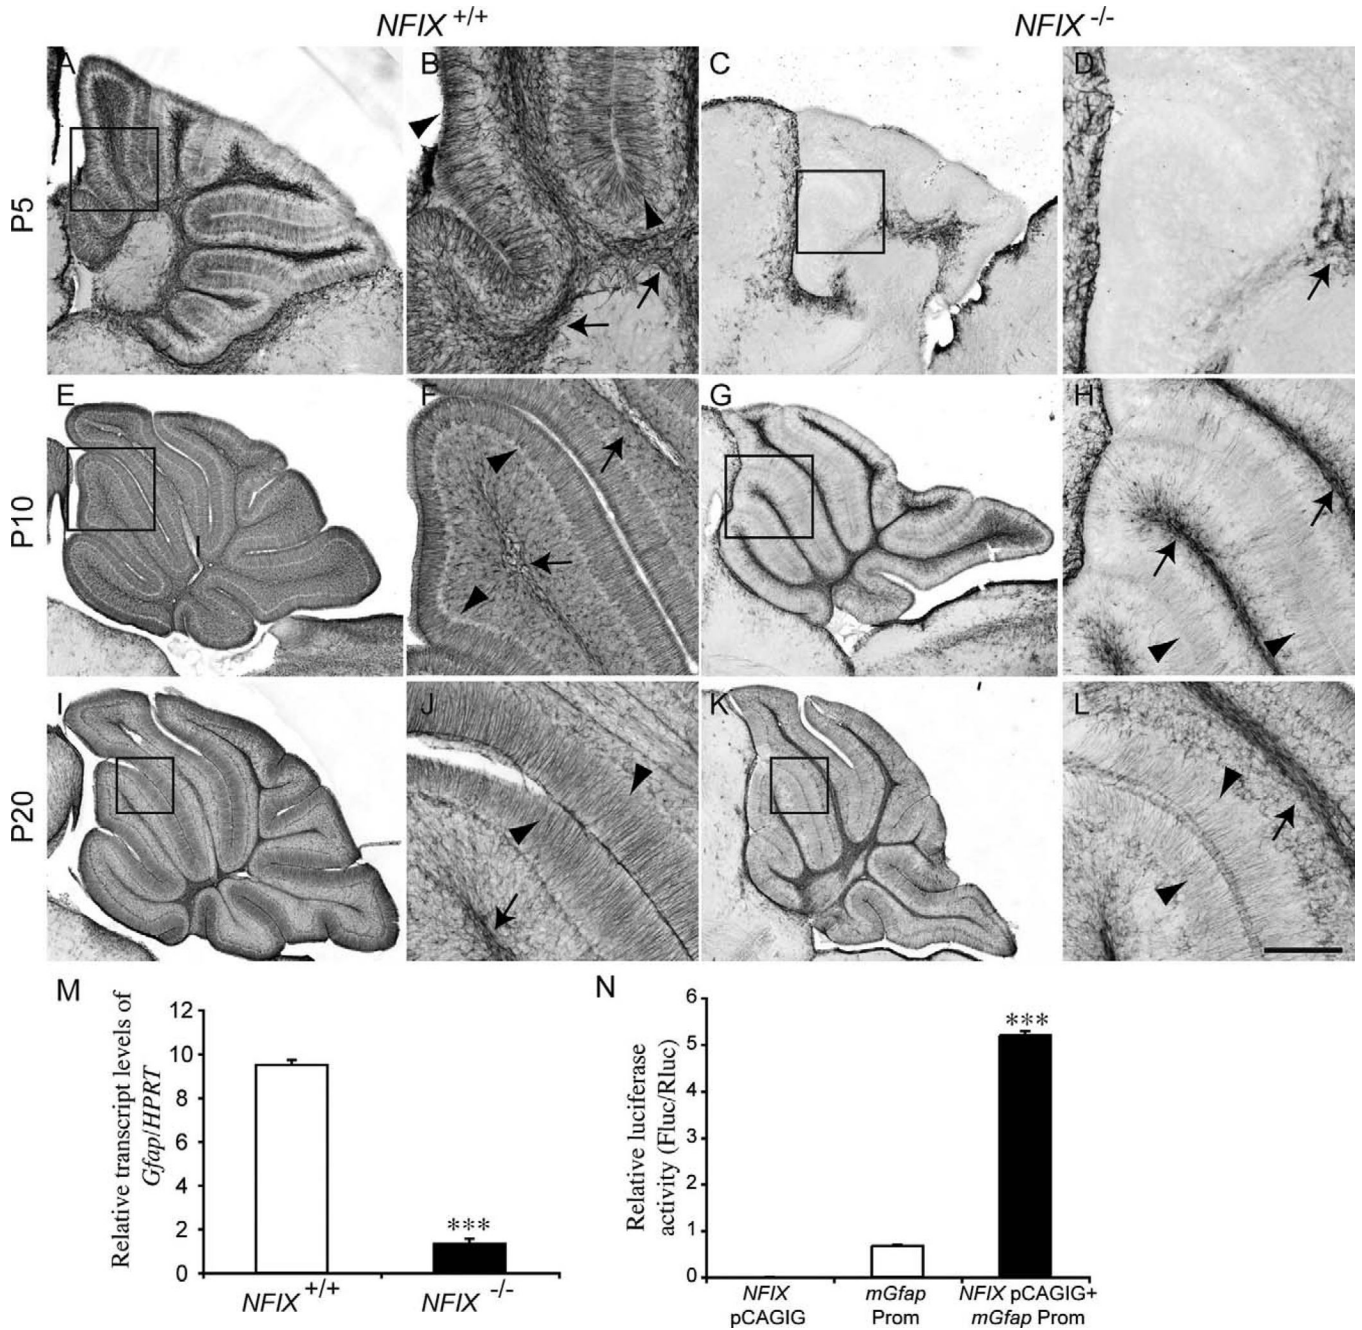 NFIX +/+
NFIX -/-
A
B
C
D
P5
E
F
G
H
P10
I
J
K
L
P20
M
Relative transcript levels of
Gfap/HPRT
12
10
8
6
4
2
0
***
NFIX +/+
NFIX -/-
N
Relative luciferase
activity (Fluc/Rluc)
6
5
4
3
2
1
0
***
NFIX
pCAGIG
mGfap
Prom
NFIX pCAGIG+
mGfap Prom